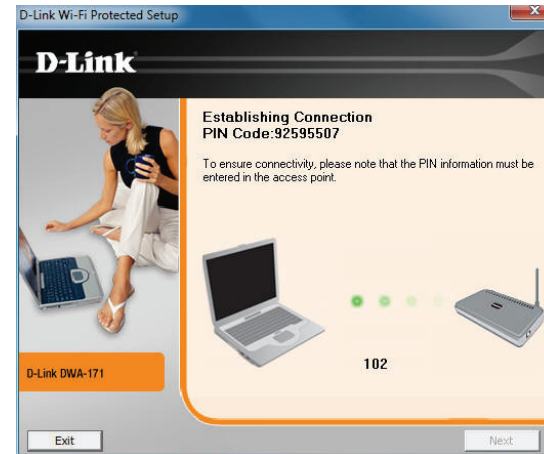 D-Link Wi-Fi Protected Setup
D-Link
Establishing Connection
PIN Code:92595507
To ensure connectivity, please note that the PIN information must be
entered in the access point.
102
D-Link DWA-171
Exit
Next